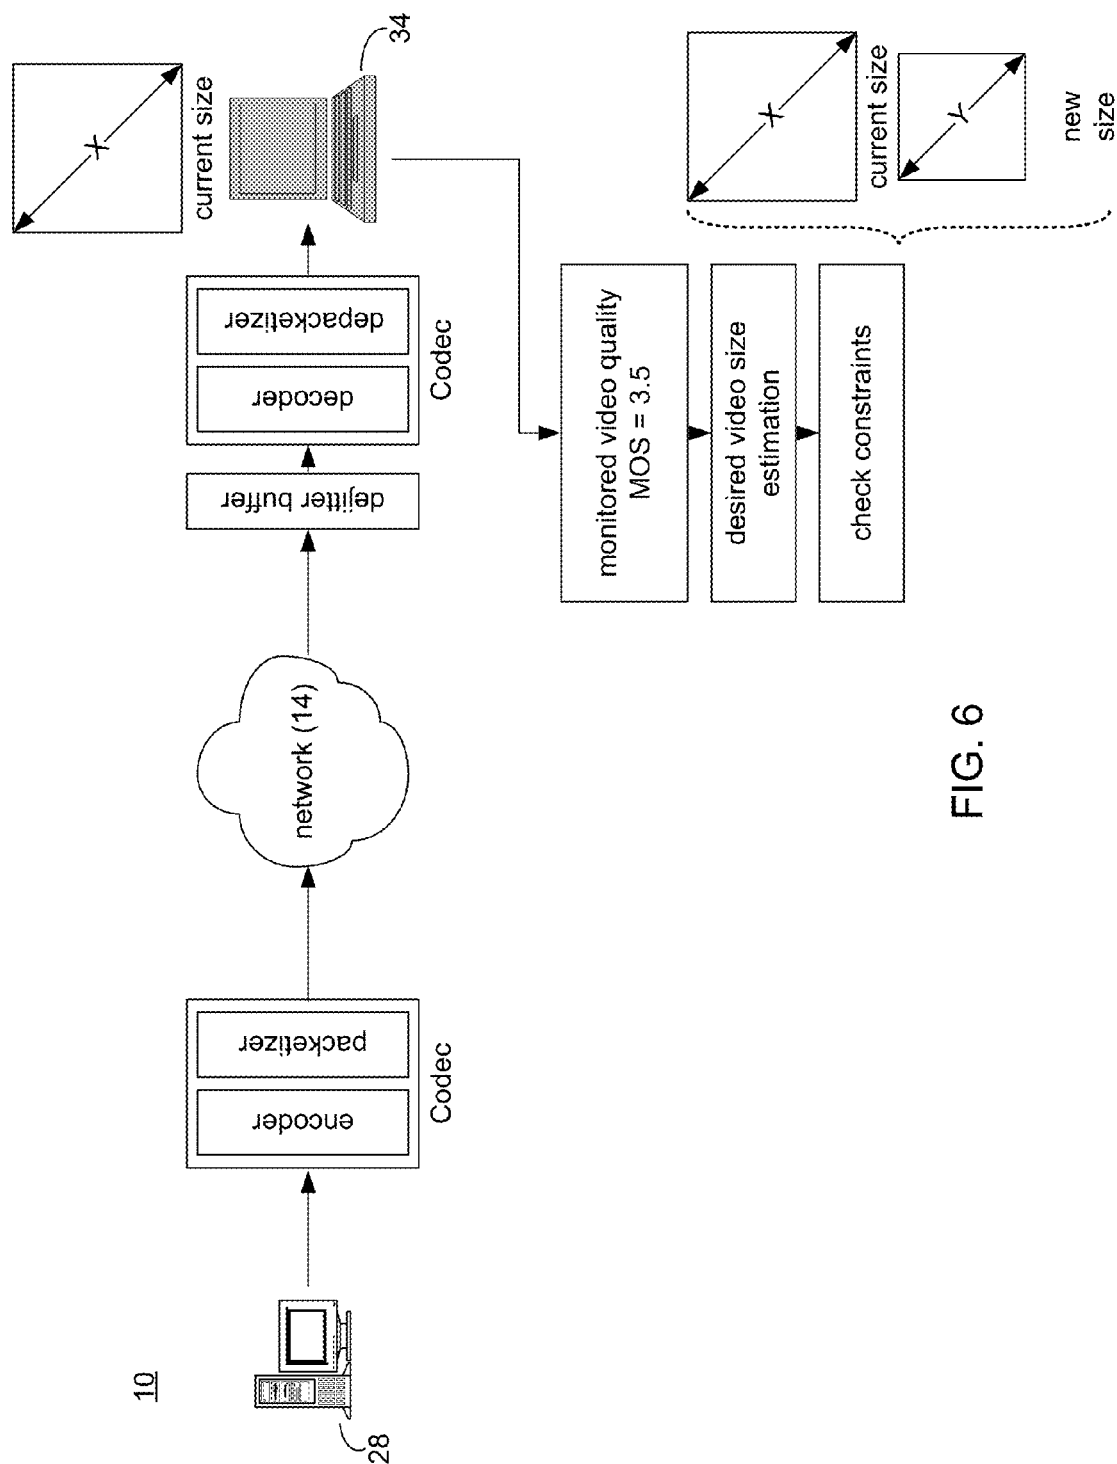 10
28
encoder
packetizer
Codec
network (14)
dejitter buffer
decoder
depacketizer
Codec
X
current size
34
monitored video quality
MOS = 3.5
desired video size
estimation
check constraints
X
current size
Y
new
size
FIG. 6